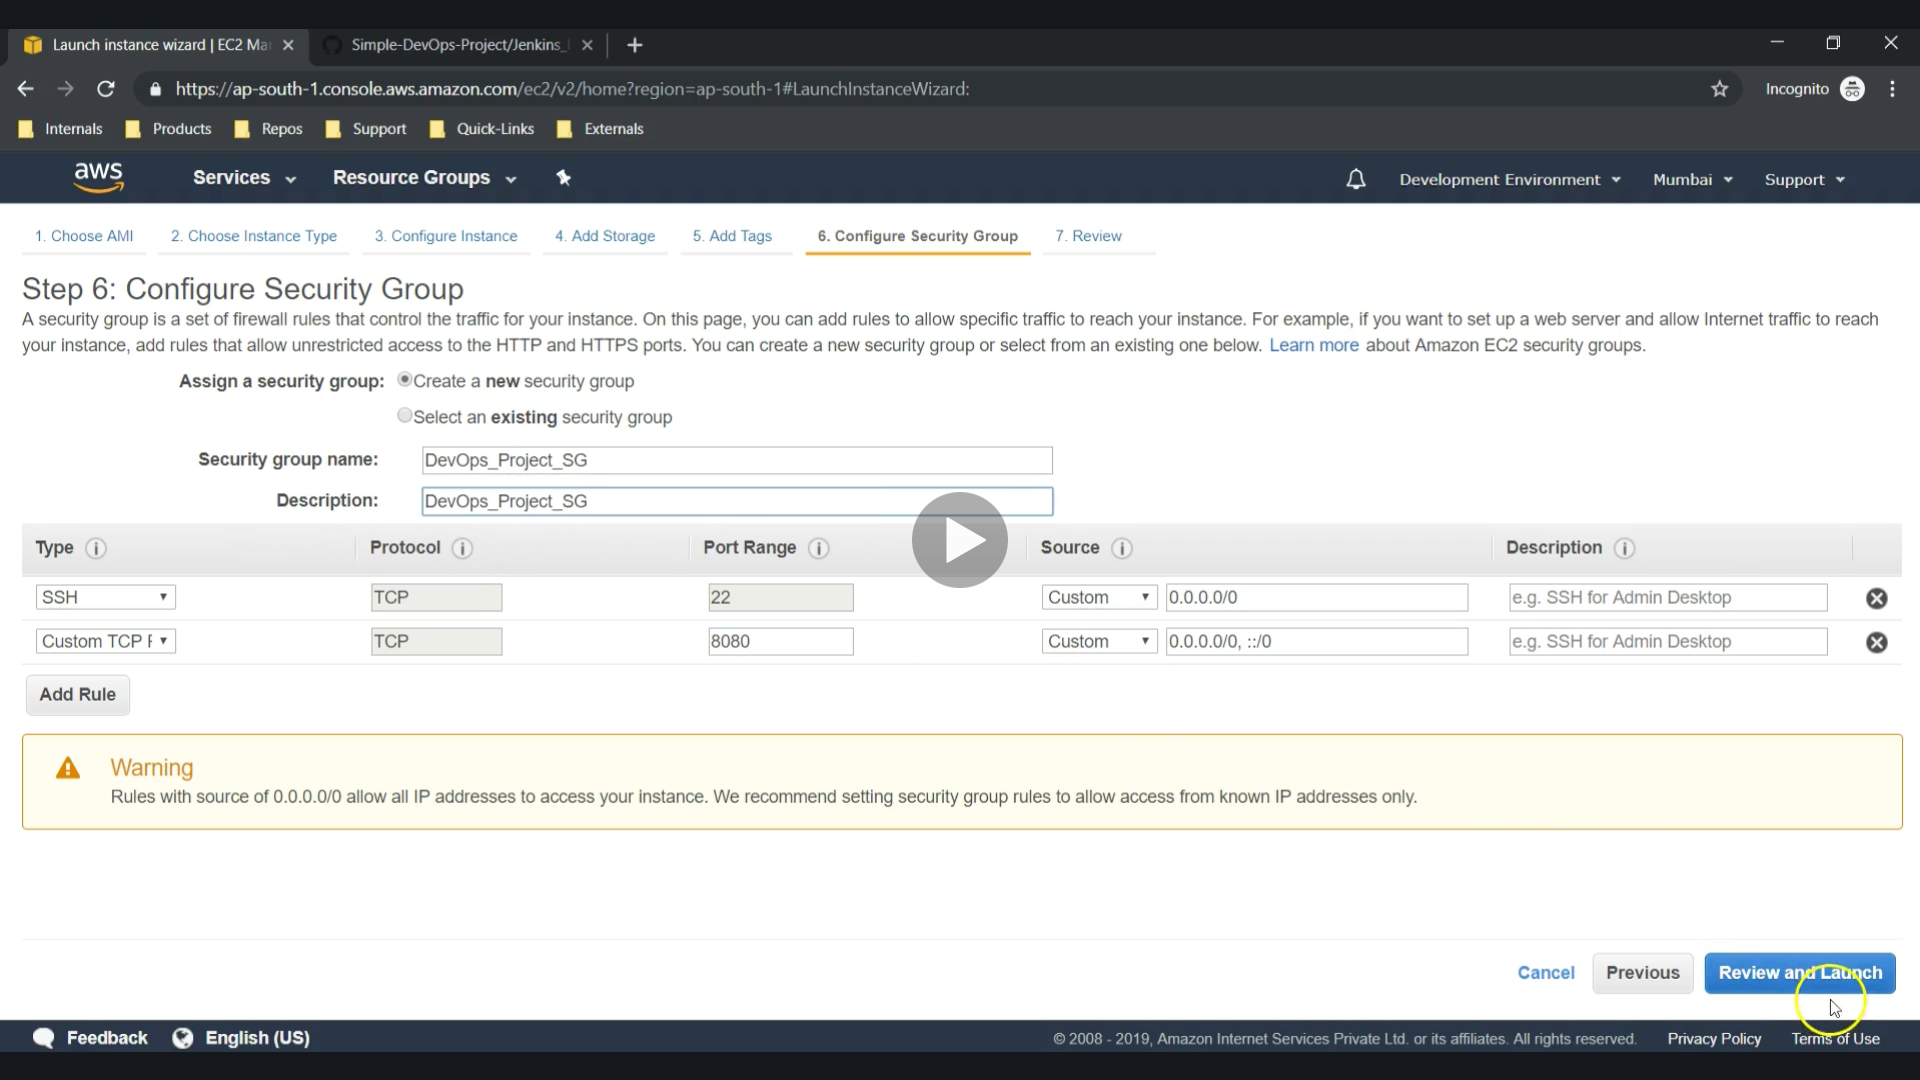 Launch instance wizard | EC2 Ma
Simple-DevOps-Project/Jenkins_
https://ap-south-1.console.aws.amazon.com/ec2/v2/home?region=ap-south-1#LaunchInstanceWizard:
Incognito
Internals Products Repos Support Quick-Links Externals
aws Services Resource Groups Development Environment Mumbai Support
1. Choose AMI 2. Choose Instance Type 3. Configure Instance 4. Add Storage 5. Add Tags 6. Configure Security Group 7. Review
Step 6: Configure Security Group
A security group is a set of firewall rules that control the traffic for your instance. On this page, you can add rules to allow specific traffic to reach your instance. For example, if you want to set up a web server and allow Internet traffic to reach
your instance, add rules that allow unrestricted access to the HTTP and HTTPS ports. You can create a new security group or select from an existing one below. Learn more about Amazon EC2 security groups.
Assign a security group: Create a new security group
Select an existing security group
Security group name: DevOps_Project_SG
Description: DevOps_Project_SG
Type i Protocol i Port Range i Source i Description i
SSH TCP 22 Custom 0.0.0.0/0 e.g. SSH for Admin Desktop
Custom TCP F TCP 8080 Custom 0.0.0.0/0, ::/0 e.g. SSH for Admin Desktop
Add Rule
Warning
Rules with source of 0.0.0.0/0 allow all IP addresses to access your instance. We recommend setting security group rules to allow access from known IP addresses only.
Cancel Previous Review and Launch
Feedback English (US) © 2008 - 2019, Amazon Internet Services Private Ltd. or its affiliates. All rights reserved. Privacy Policy Terms of Use